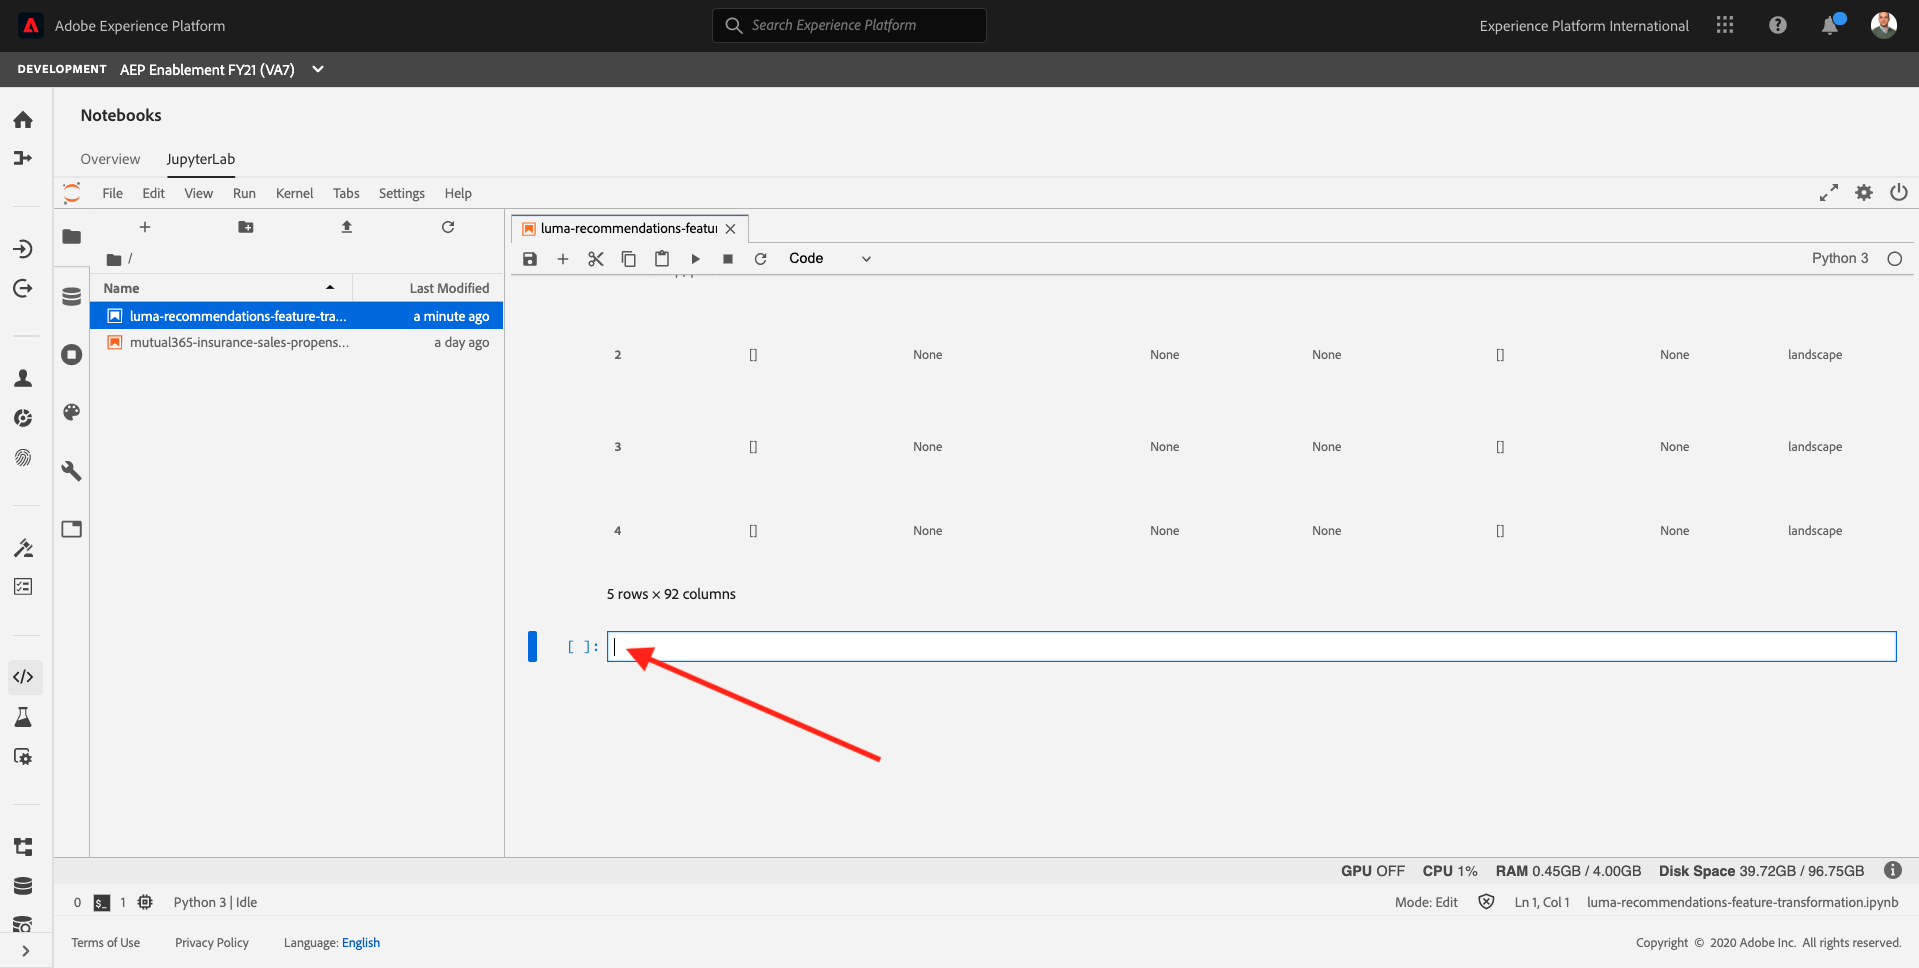 Adobe Experience Platform
Search Experience Platform
Experience Platform International
DEVELOPMENT AEP Enablement FY21 (VA7)
Notebooks
Overview JupyterLab
File Edit View Run Kernel Tabs Settings Help
luma-recommendations-featur
/
Code
Python 3
Name Last Modified
luma-recommendations-feature-tra... a minute ago
mutual365-insurance-sales-propens... a day ago
2 [] None None None [] None landscape
3 [] None None None [] None landscape
4 [] None None None [] None landscape
5 rows × 92 columns
[ ]:
GPU OFF CPU 1% RAM 0.45GB / 4.00GB Disk Space 39.72GB / 96.75GB
0 $_ 1 Python 3 | Idle
Mode: Edit Ln 1, Col 1 luma-recommendations-feature-transformation.ipynb
Terms of Use Privacy Policy Language: English
Copyright © 2020 Adobe Inc. All rights reserved.